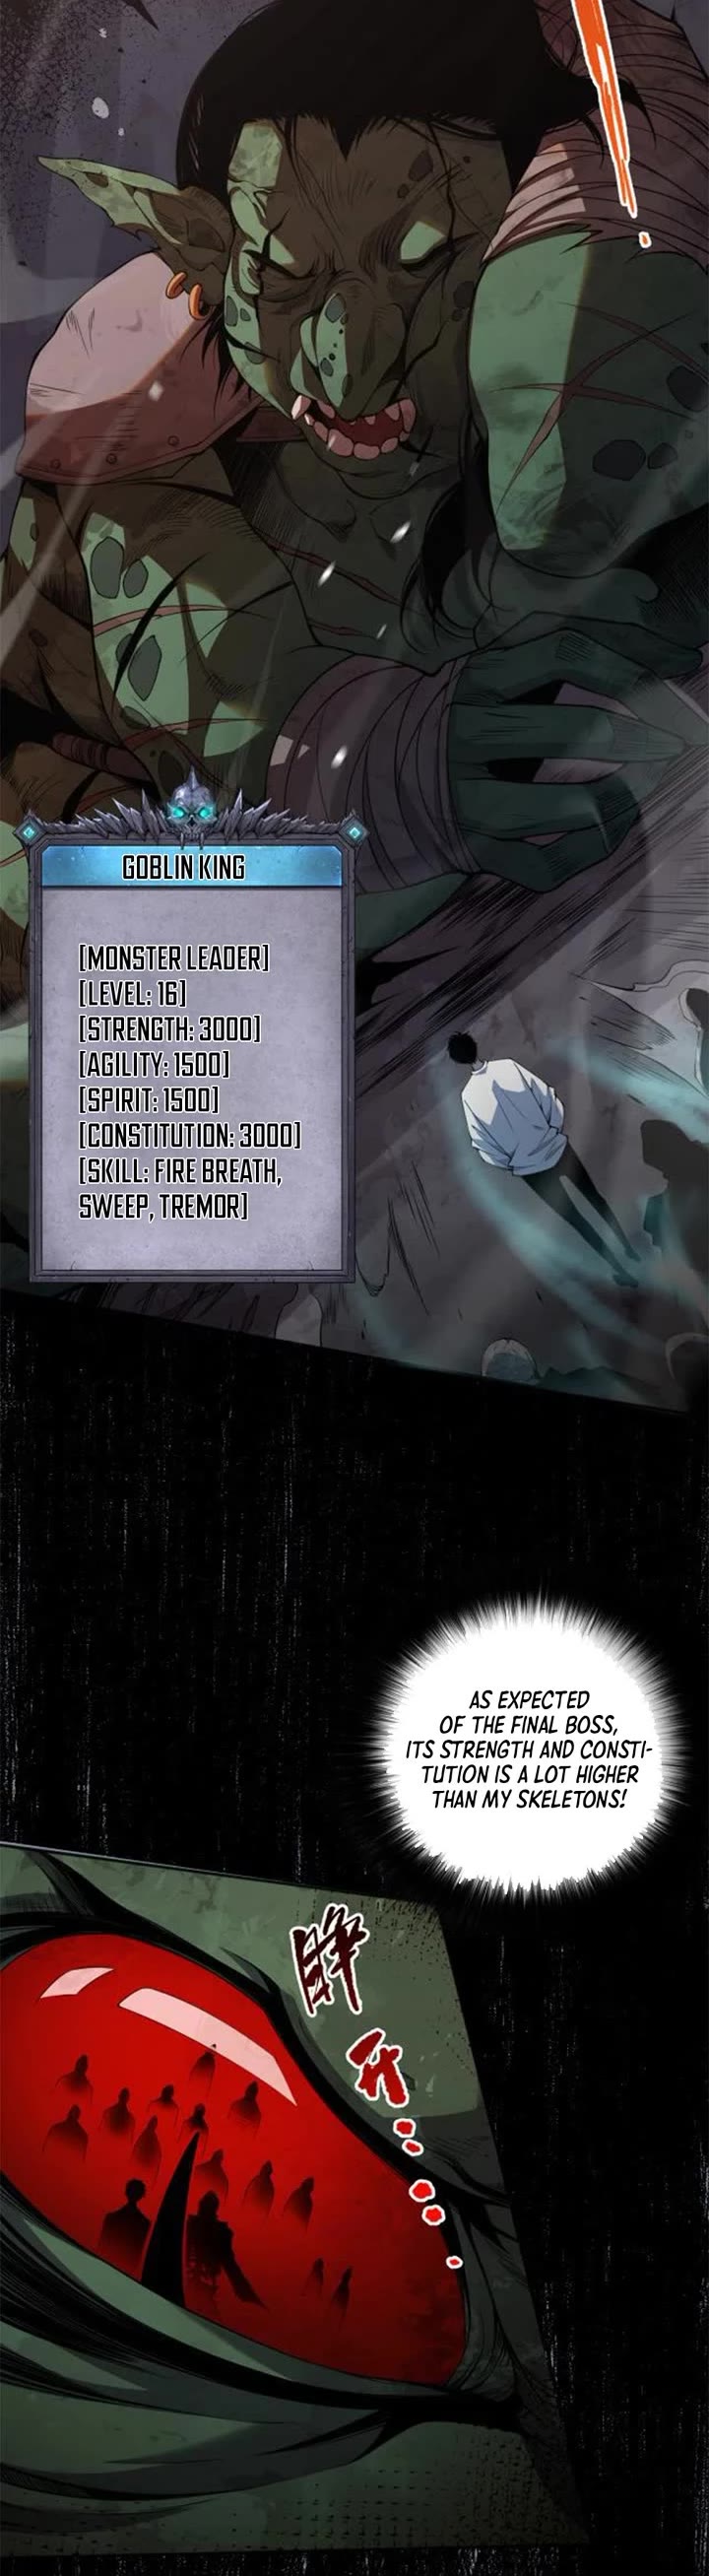 GOBLIN KING
[MONSTER LEADER]
[LEVEL: 16]
[STRENGTH: 3000]
[AGILITY: 1500]
[SPIRIT: 1500]
[CONSTITUTION: 3000]
[SKILL: FIRE BREATH,
SWEEP, TREMOR]
AS EXPECTED
OF THE FINAL BOSS,
ITS STRENGTH AND CONSTI-
TUTION IS A LOT HIGHER
THAN MY SKELETONS!
睁
开